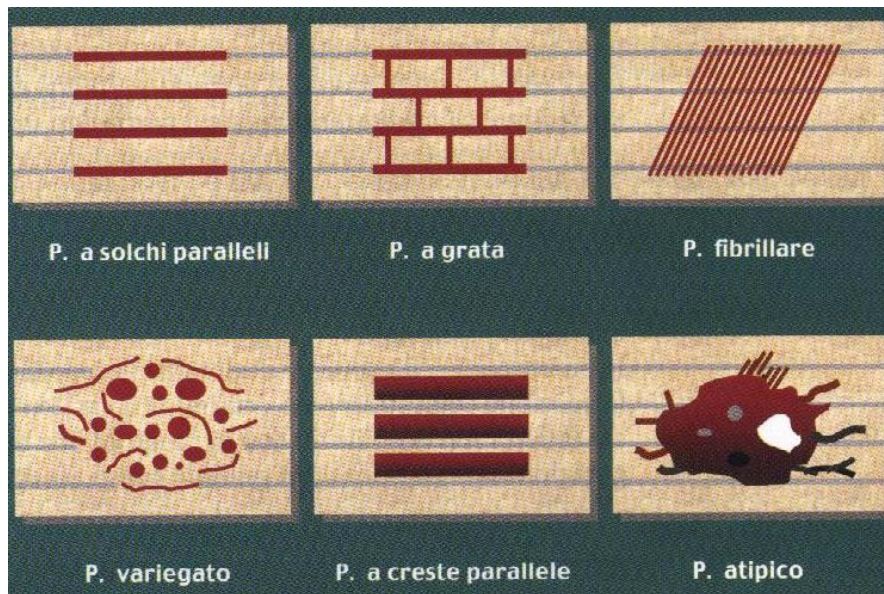 P. a solchi paralleli
P. a grata
P. fibrillare
P. variegato
P. a creste parallele
P. atipico